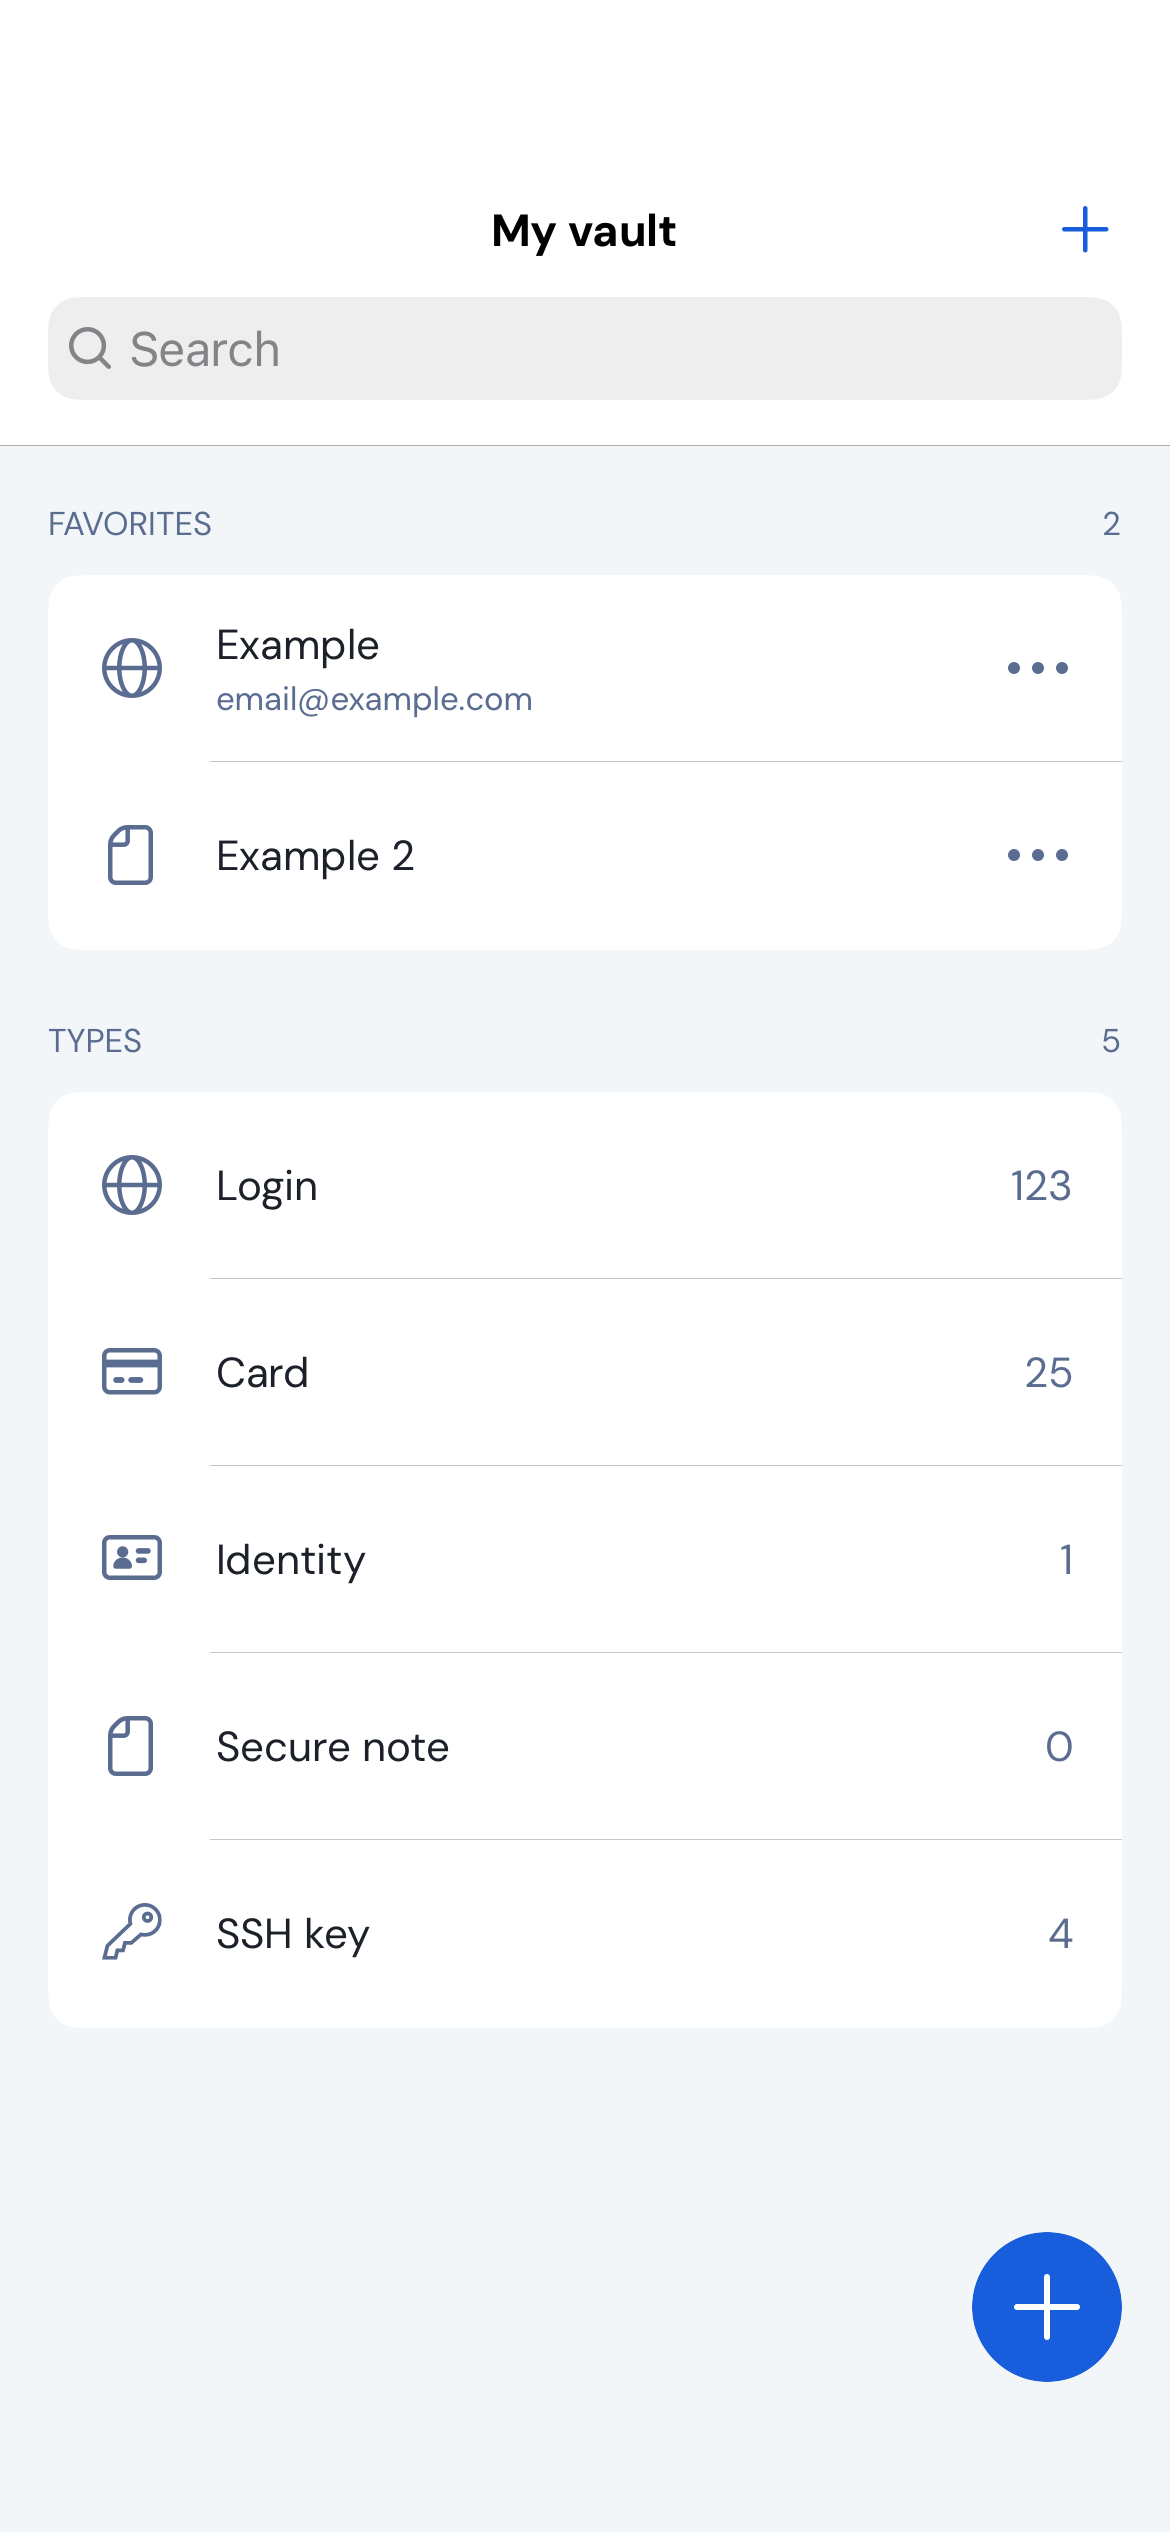 My vault
Search
FAVORITES 2
Example
email@example.com
Example 2
TYPES 5
Login 123
Card 25
Identity 1
Secure note 0
SSH key 4